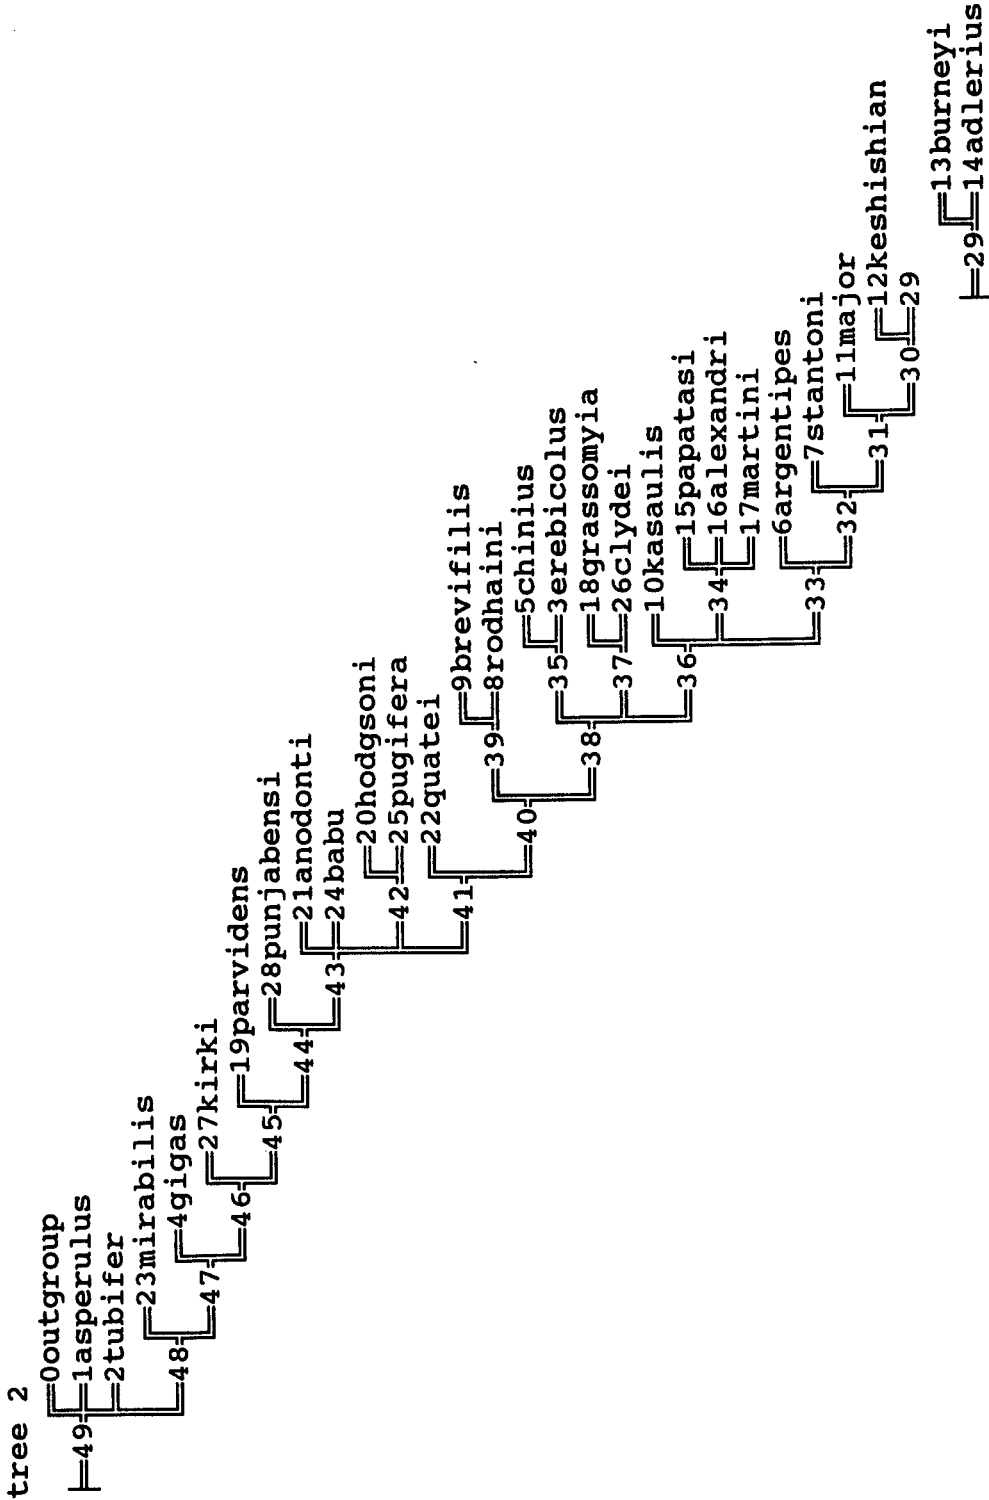 tree 2
0outgroup
49 1asperulus
2tubifer
23mirabilis
48 4gigas
47 27kirki
46 19parvidens
45 28punjabensi
44 21anodonti
43 24babu
20hodgsoni
42 25pugifera
22quatei
41 9brevifilis
39 8rodhaini
40 5chinius
35 3erebicolus
38 18grassomyia
37 26clydei
10kasaulis
36 15papatasi
34 16alexandri
17martini
6argentipes
33 7stantoni
32 11major
31 12keshishian
30 29
13burneyi
29 14adlerius